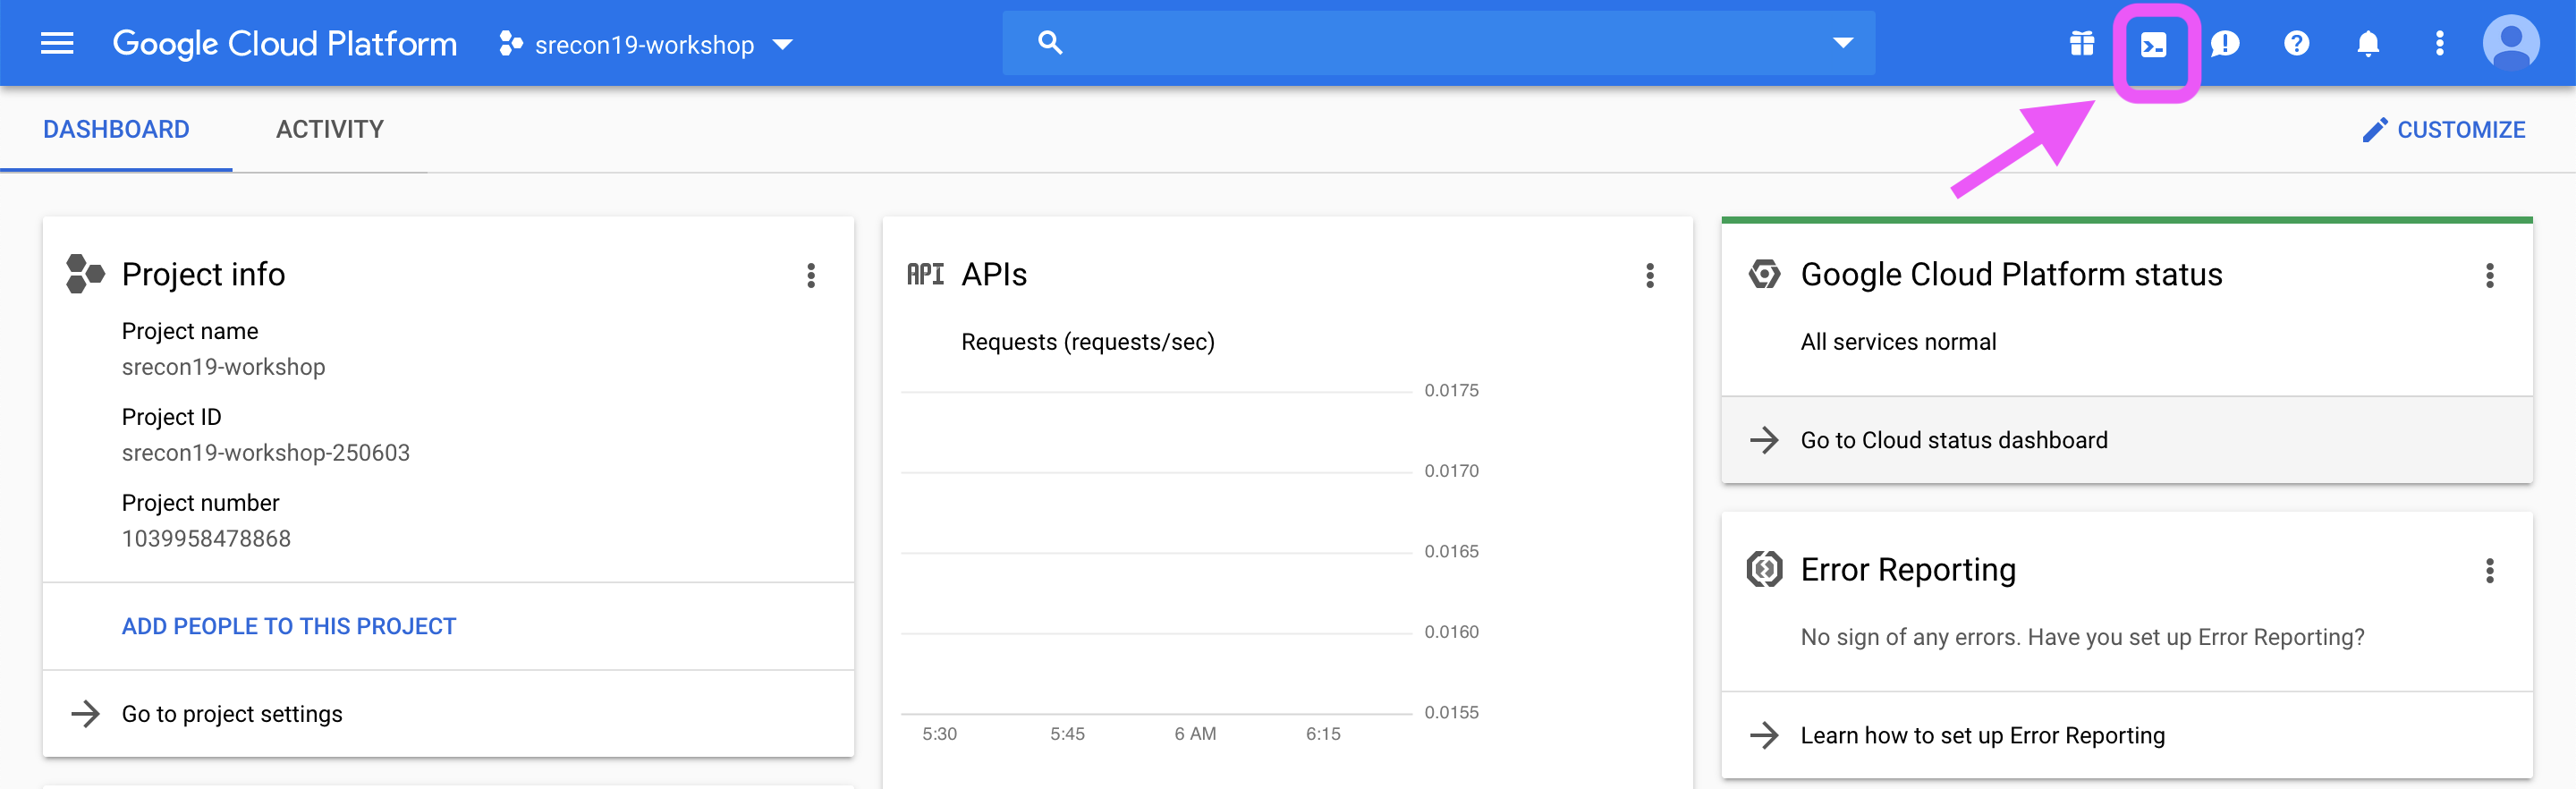 Google Cloud Platform
srecon19-workshop
DASHBOARD
ACTIVITY
CUSTOMIZE
Project info
Project name
srecon19-workshop
Project ID
srecon19-workshop-250603
Project number
1039958478868
ADD PEOPLE TO THIS PROJECT
Go to project settings
API APIs
Requests (requests/sec)
0.0175
0.0170
0.0165
0.0160
0.0155
5:30 5:45 6 AM 6:15
Google Cloud Platform status
All services normal
Go to Cloud status dashboard
Error Reporting
No sign of any errors. Have you set up Error Reporting?
Learn how to set up Error Reporting